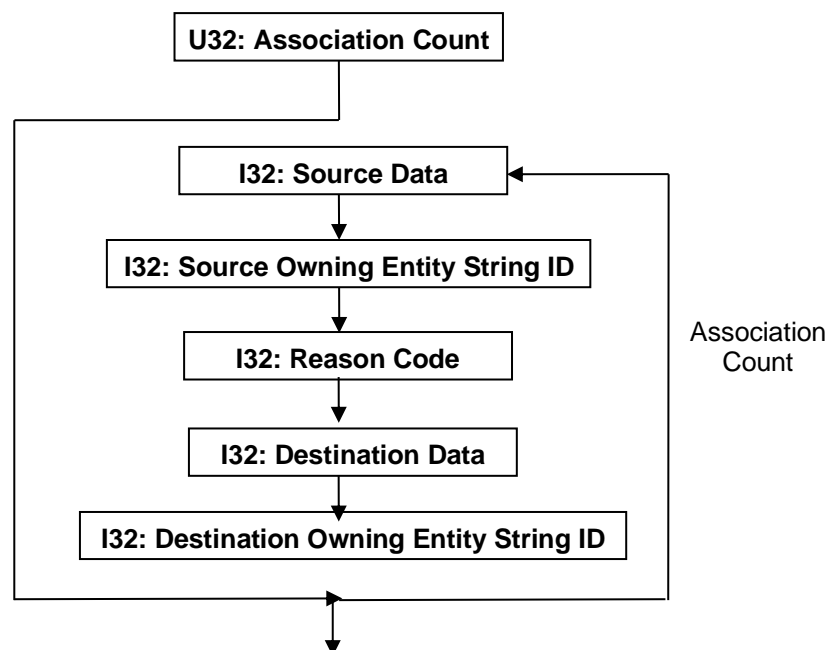 U32: Association Count
I32: Source Data
I32: Source Owning Entity String ID
I32: Reason Code
I32: Destination Data
I32: Destination Owning Entity String ID
Association
Count